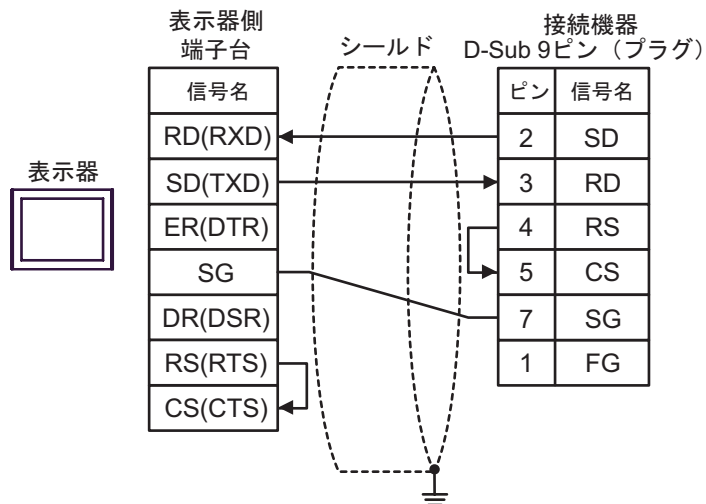 表示器側
端子台
シールド
接続機器
D-Sub 9ピン（プラグ）
表示器
信号名
RD(RXD)
SD(TXD)
ER(DTR)
SG
DR(DSR)
RS(RTS)
CS(CTS)
ピン 信号名
2 SD
3 RD
4 RS
5 CS
7 SG
1 FG